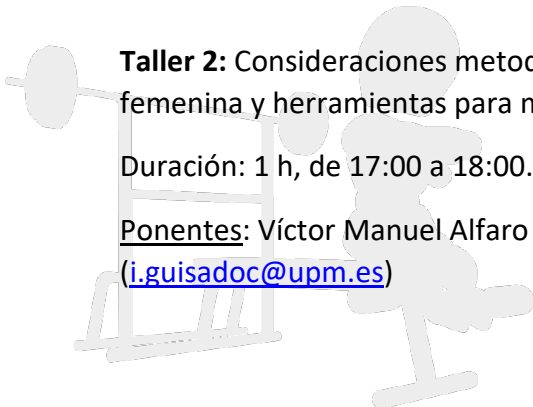 Taller 2: Consideraciones metod
femenina y herramientas para m
Duración: 1 h, de 17:00 a 18:00.
Ponentes: Víctor Manuel Alfaro
(i.guisadoc@upm.es)